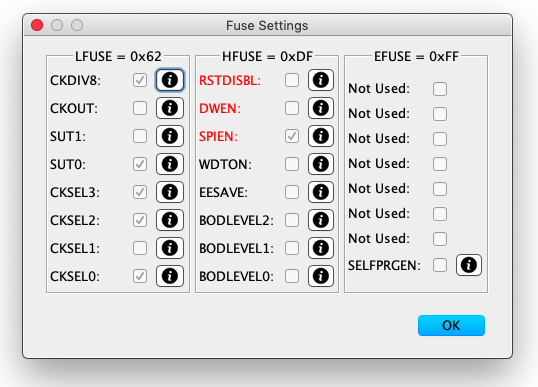 Fuse Settings
LFUSE = 0x62
CKDIV8:
CKOUT:
SUT1:
SUT0:
CKSEL3:
CKSEL2:
CKSEL1:
CKSEL0:
HFUSE = 0xDF
RSTDISBL:
DWEN:
SPIEN:
WDTON:
EESAVE:
BODLEVEL2:
BODLEVEL1:
BODLEVEL0:
EFUSE = 0xFF
Not Used:
Not Used:
Not Used:
Not Used:
Not Used:
Not Used:
Not Used:
SELFPRGEN:
OK